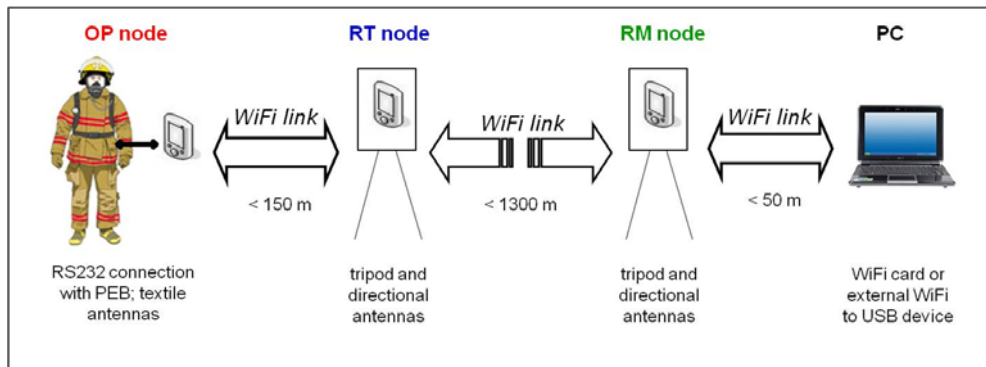 OP node
RT node
RM node
PC
WiFi link
WiFi link
WiFi link
< 150 m
< 1300 m
< 50 m
RS232 connection
with PEB; textile
antennas
tripod and
directional
antennas
tripod and
directional
antennas
WiFi card or
external WiFi
to USB device